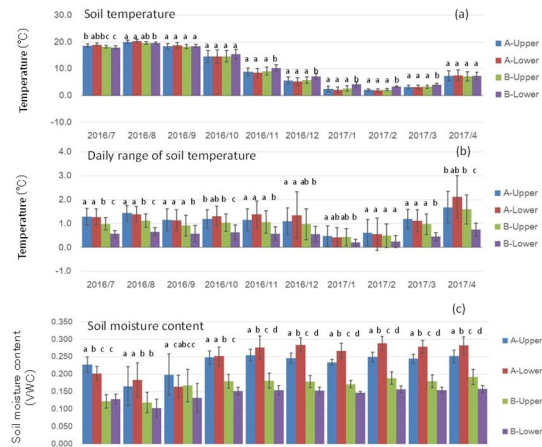 Soil temperature (a)
Temperature (°C)
30.0
20.0
10.0
0.0
-10.0
b ab bc c a a ab b a a a a a a a a a a a b a a a b a a a b a a a b a a a a a a a a
2016/7 2016/8 2016/9 2016/10 2016/11 2016/12 2017/1 2017/2 2017/3 2017/4
A-Upper
A-Lower
B-Upper
B-Lower
Daily range of soil temperature (b)
Temperature (°C)
4.0
3.0
2.0
1.0
0.0
-1.0
2016/7 2016/8 2016/9 2016/10 2016/11 2016/12 2017/1 2017/2 2017/3 2017/4
A-Upper
A-Lower
B-Upper
B-Lower
Soil moisture content (c)
Soil moisture content
(VWC)
0.350
0.300
0.250
0.200
0.150
0.100
0.050
0.000
A-Upper
A-Lower
B-Upper
B-Lower